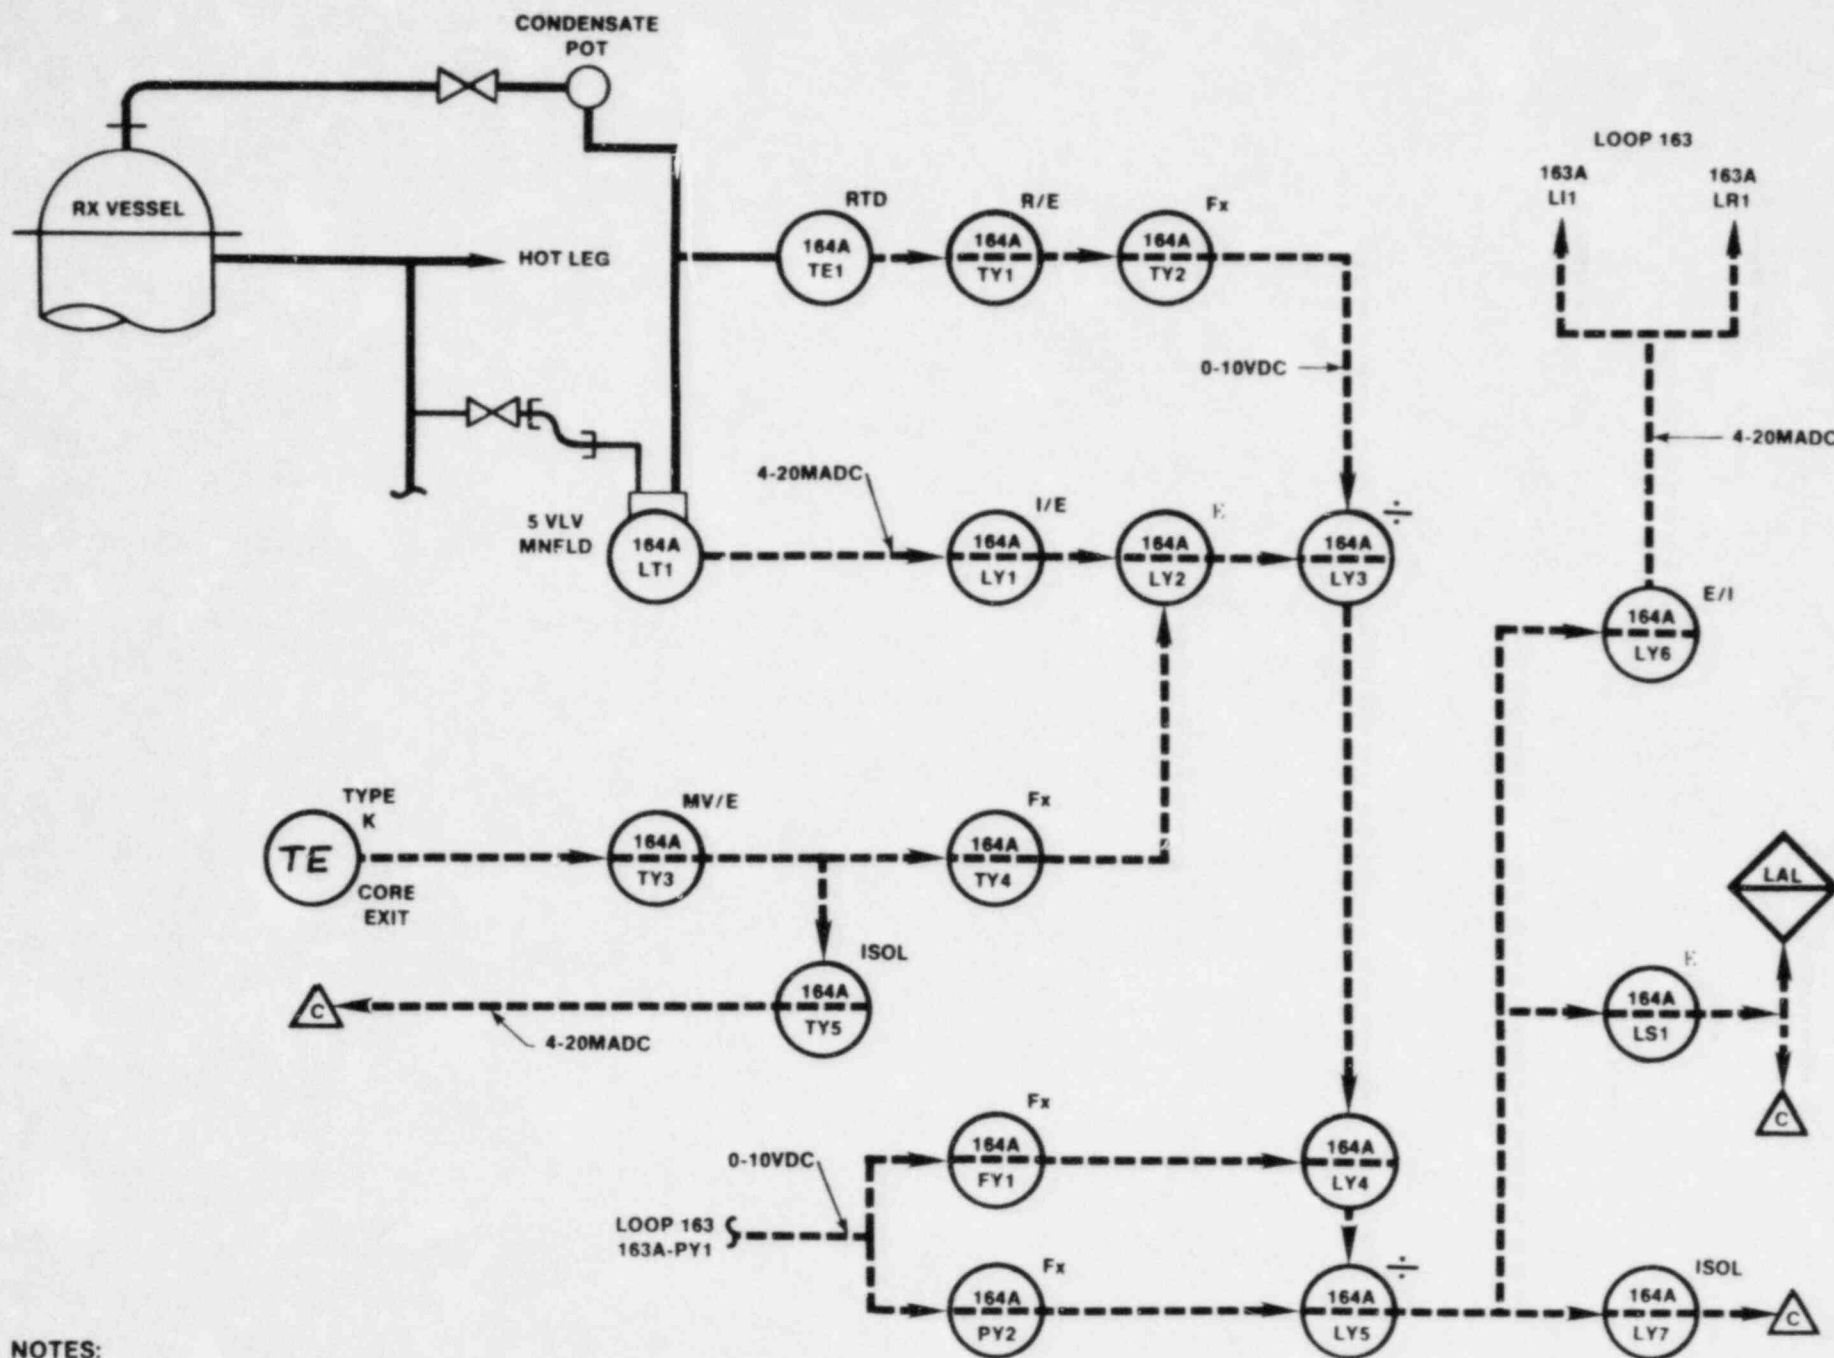 CONDENSATE
POT
RX VESSEL
HOT LEG
LOOP 163
163A
LI1
163A
LR1
RTD
164A
TE1
R/E
164A
TY1
Fx
164A
TY2
0-10VDC
4-20MADC
5 VLV
MNFLD
164A
LT1
4-20MADC
I/E
164A
LY1
E
164A
LY2
÷
164A
LY3
E/I
164A
LY6
TYPE
K
TE
CORE
EXIT
MV/E
164A
TY3
Fx
164A
TY4
ISOL
164A
TY5
C
4-20MADC
LAL
E
164A
LS1
C
Fx
164A
FY1
164A
LY4
0-10VDC
LOOP 163
163A-PY1
Fx
164A
PY2
÷
164A
LY5
ISOL
164A
LY7
C
NOTES: